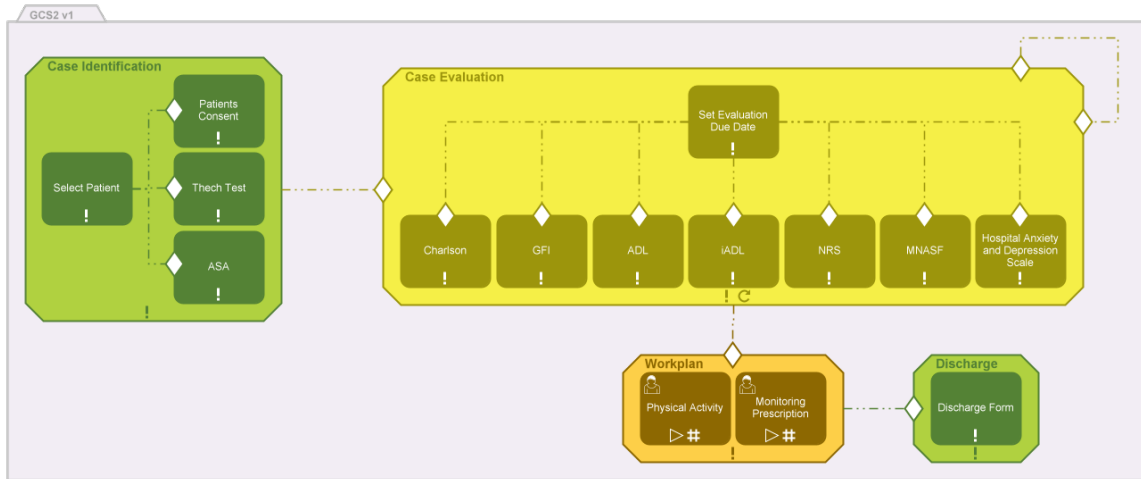 GCS2 v1
Case Identification
Patients
Consent
Select Patient
Thech Test
ASA
Case Evaluation
Set Evaluation
Due Date
Charlson
GFI
ADL
iADL
NRS
MNASF
Hospital Anxiety
and Depression
Scale
Workplan
Physical Activity
Monitoring
Prescription
Discharge
Discharge Form